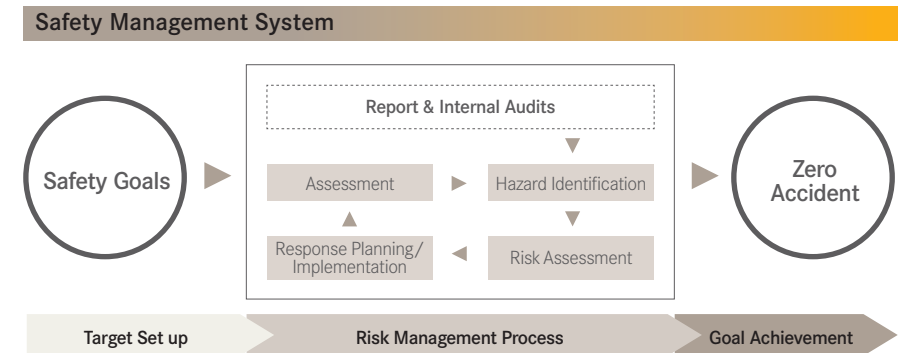 Safety Management System
Report & Internal Audits
Safety Goals
Assessment
Hazard Identification
Zero
Accident
Response Planning/
Implementation
Risk Assessment
Target Set up
Risk Management Process
Goal Achievement